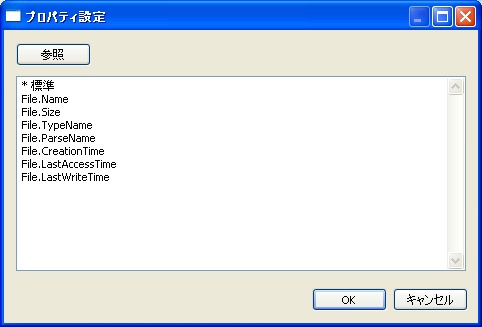 プロパティ設定
参照
* 標準
File.Name
File.Size
File.TypeName
File.ParseName
File.CreationTime
File.LastAccessTime
File.LastWriteTime
OK
キャンセル